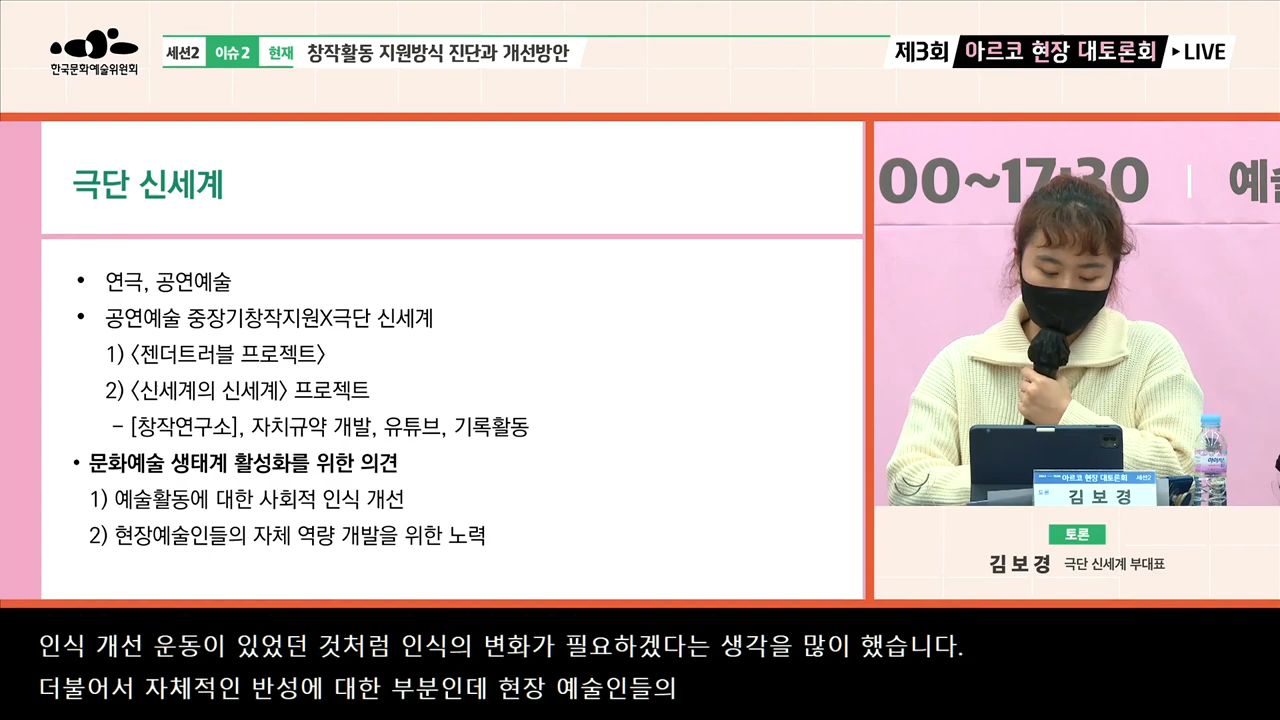 한국문화예술위원회
세션2 이슈 2 현재 창작활동 지원방식 진단과 개선방안
제3회 아르코 현장 대토론회 LIVE
극단 신세계
• 연극, 공연예술
• 공연예술 중장기창작지원X극단 신세계
1) 〈젠더트러블 프로젝트〉
2) 〈신세계의 신세계〉 프로젝트
– [창작연구소], 자치규약 개발, 유튜브, 기록활동
• 문화예술 생태계 활성화를 위한 의견
1) 예술활동에 대한 사회적 인식 개선
2) 현장예술인들의 자체 역량 개발을 위한 노력
00~17:30
아르코 현장 대토론회 세션2
토론
김보경
토론
김보경 극단 신세계 부대표
인식 개선 운동이 있었던 것처럼 인식의 변화가 필요하겠다는 생각을 많이 했습니다.
더불어서 자체적인 반성에 대한 부분인데 현장 예술인들의